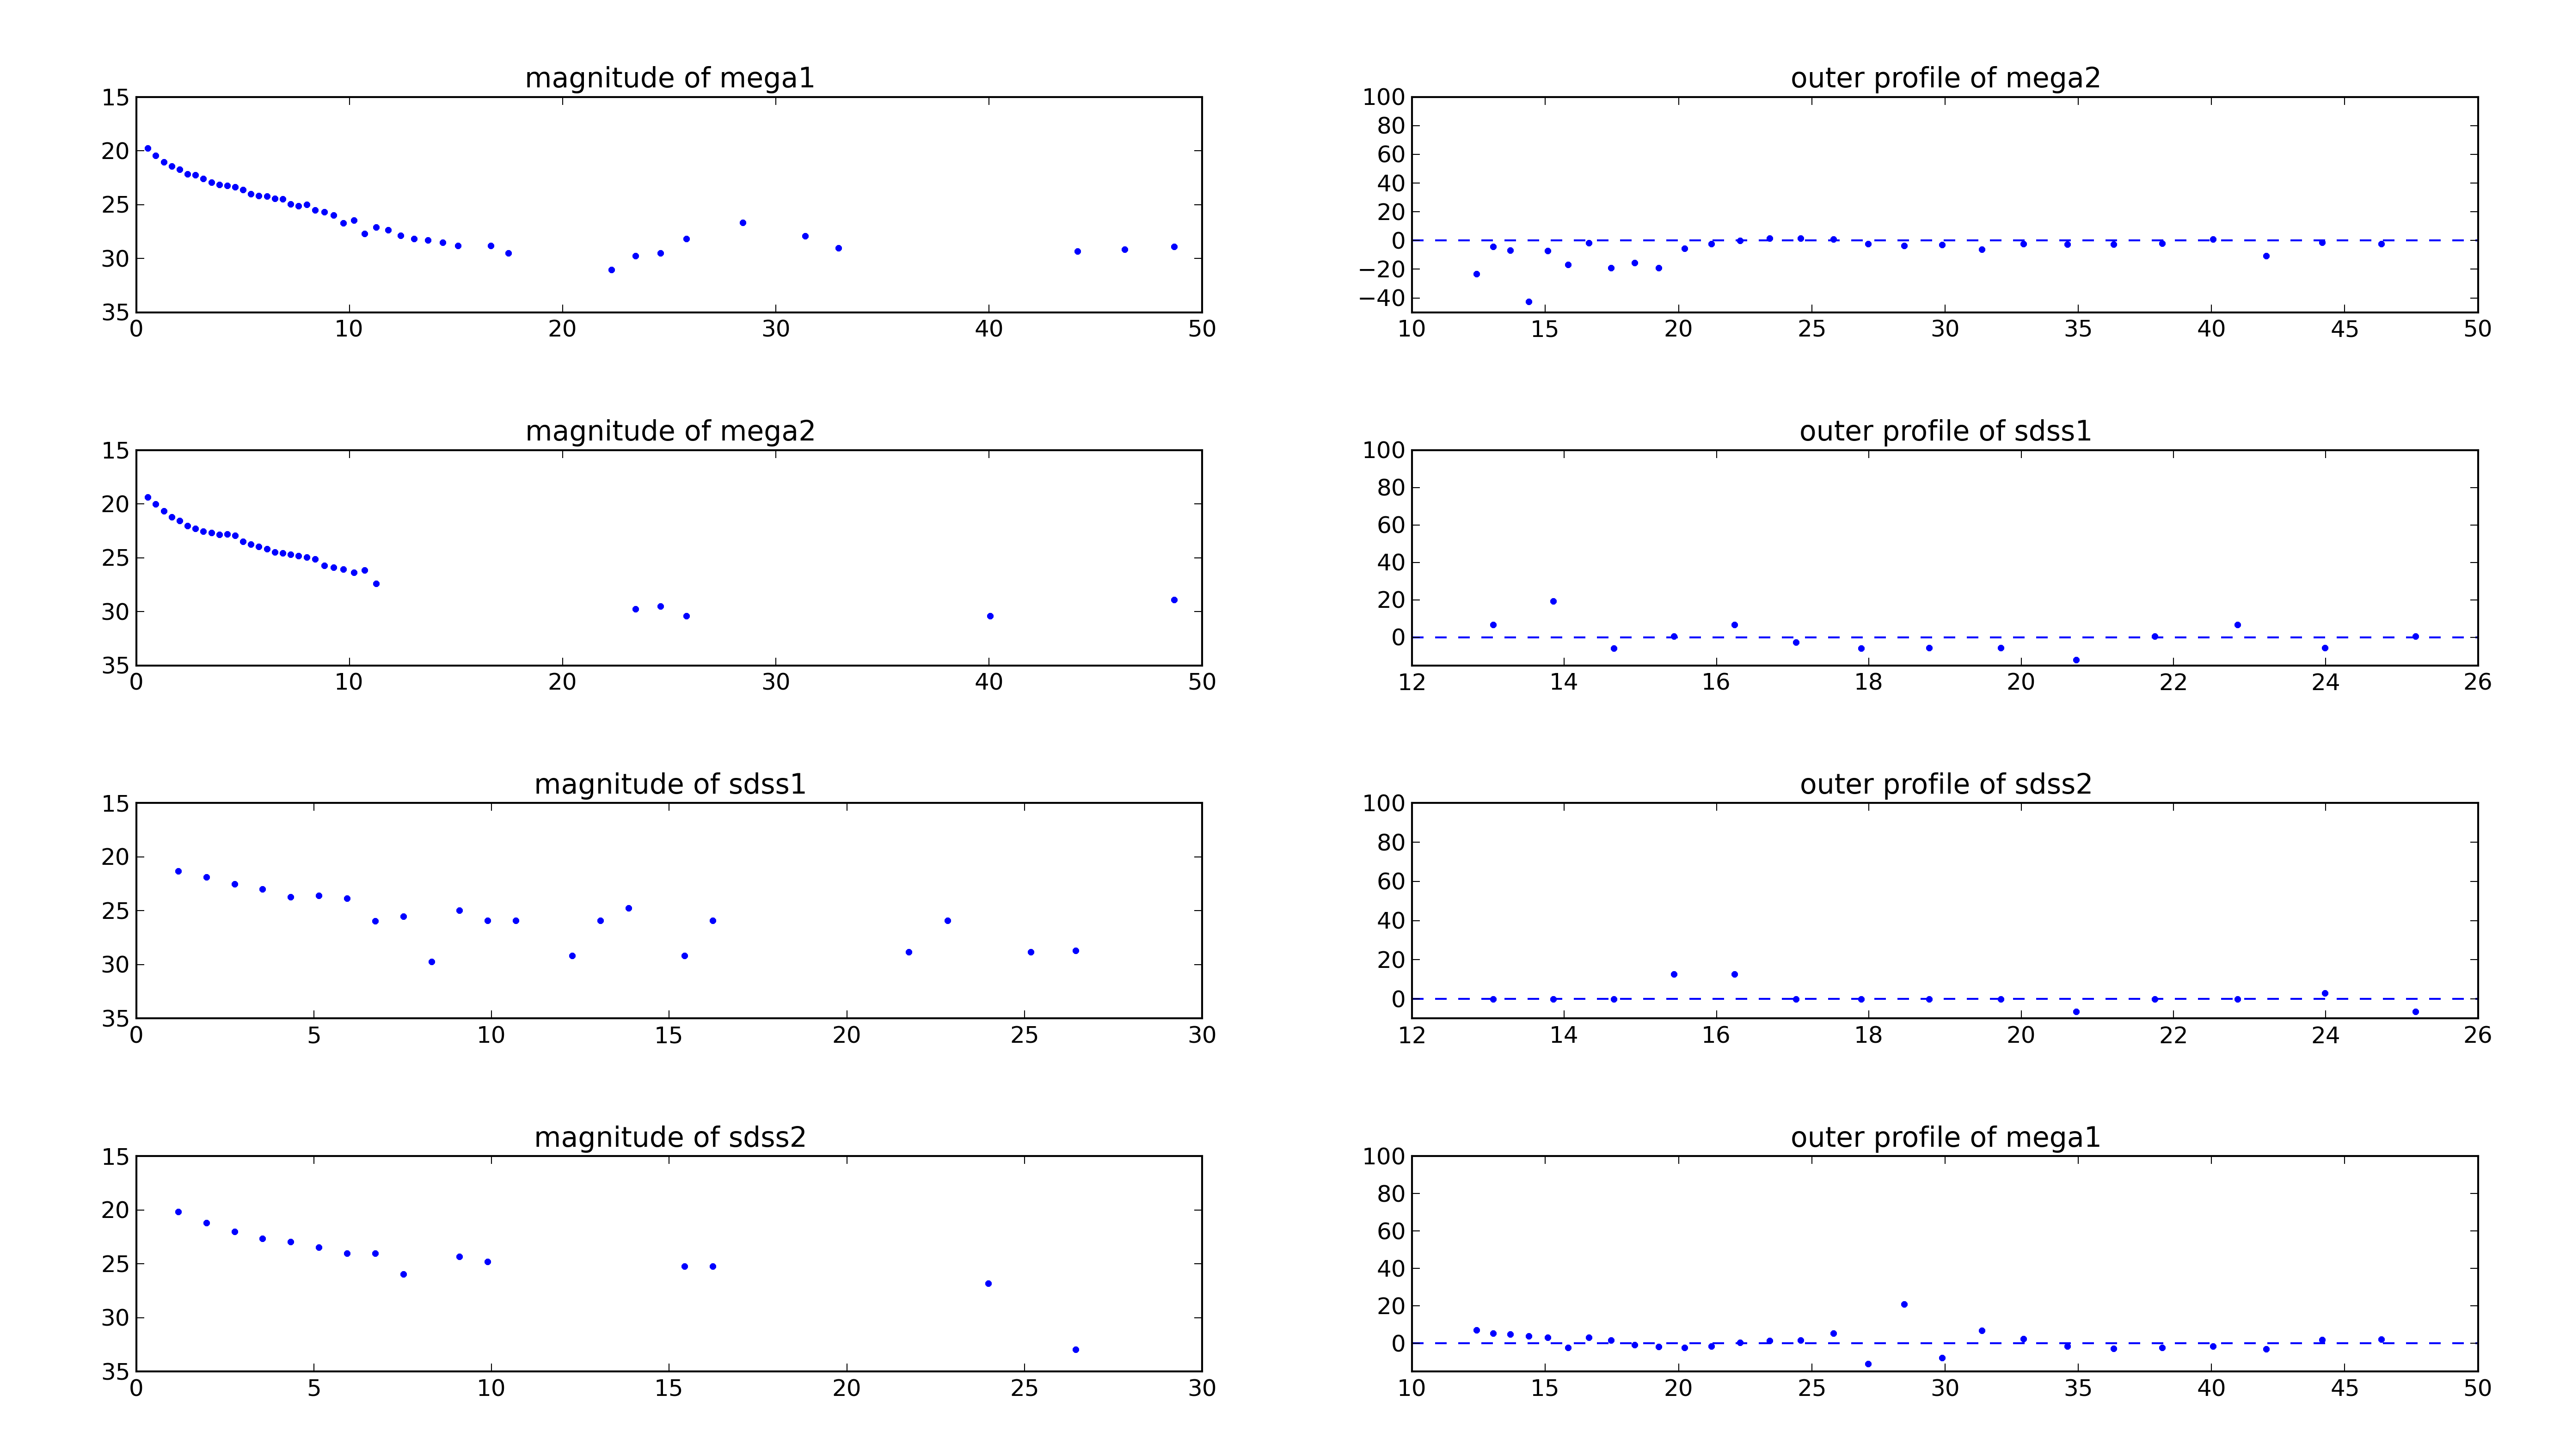 magnitude of mega1
15
20
25
30
35
0 10 20 30 40 50
outer profile of mega2
100
80
60
40
20
0
−20
−40
10 15 20 25 30 35 40 45 50
magnitude of mega2
15
20
25
30
35
0 10 20 30 40 50
outer profile of sdss1
100
80
60
40
20
0
12 14 16 18 20 22 24 26
magnitude of sdss1
15
20
25
30
35
0 5 10 15 20 25 30
outer profile of sdss2
100
80
60
40
20
0
12 14 16 18 20 22 24 26
magnitude of sdss2
15
20
25
30
35
0 5 10 15 20 25 30
outer profile of mega1
100
80
60
40
20
0
10 15 20 25 30 35 40 45 50